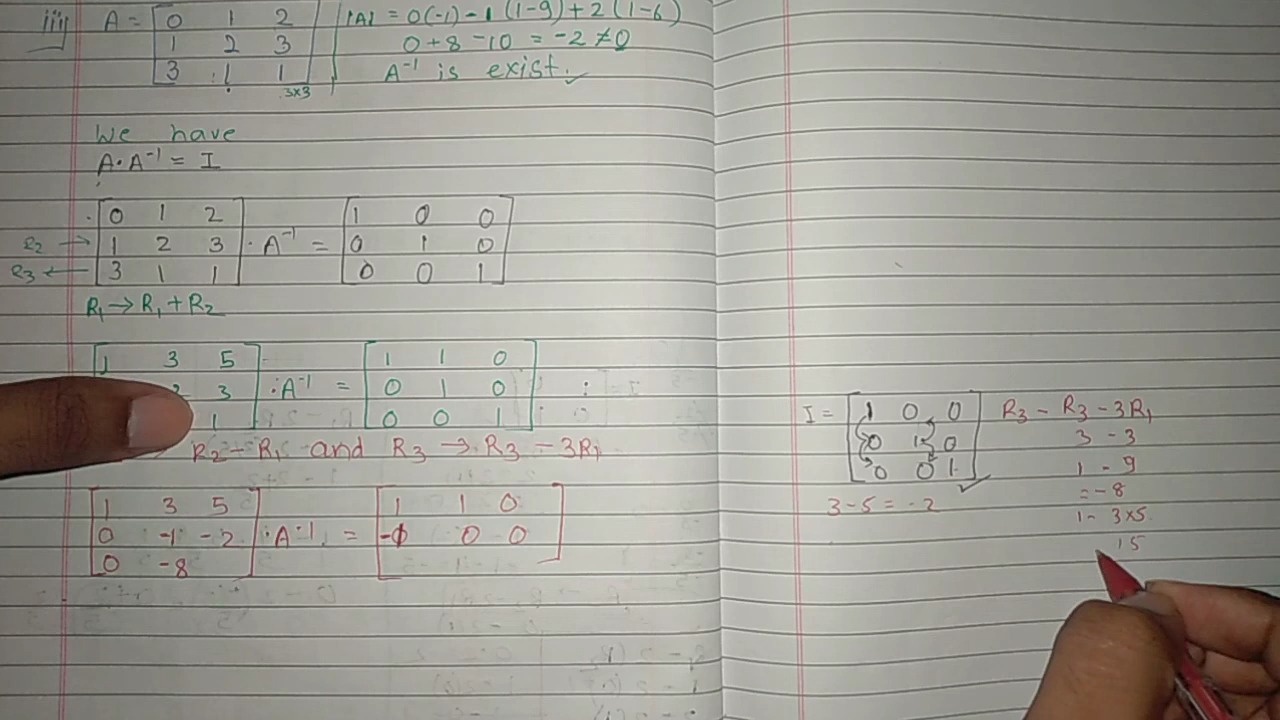 iii) A = [0 1 2 |A| = 0(-1) - 1 (1-9) + 2 (1-6)
1 2 3 0 + 8 - 10 = -2 ≠ 0
3 1 1]3×3 A⁻¹ is exist. ✓
We have
A·A⁻¹ = I
[0 1 2 [1 0 0
R2 → 1 2 3 · A⁻¹ = 0 1 0
R3 ← 3 1 1] 0 0 1]
R₁ → R₁ + R₂
[1 3 5 [1 1 0
2 3 · A⁻¹ = 0 1 0
1] 0 0 1]
R₂ - R₁ and R₃ → R₃ - 3R₁
[1 3 5 [1 1 0
0 -1 -2 · A⁻¹ = 0 0
0 -8
I = [1 0 0 R₃ - R₃ - 3R₁
0 1 0 3 - 3
0 0 1] ✓ 1 - 9
3 - 5 = -2 = -8
1 - 3×5
15